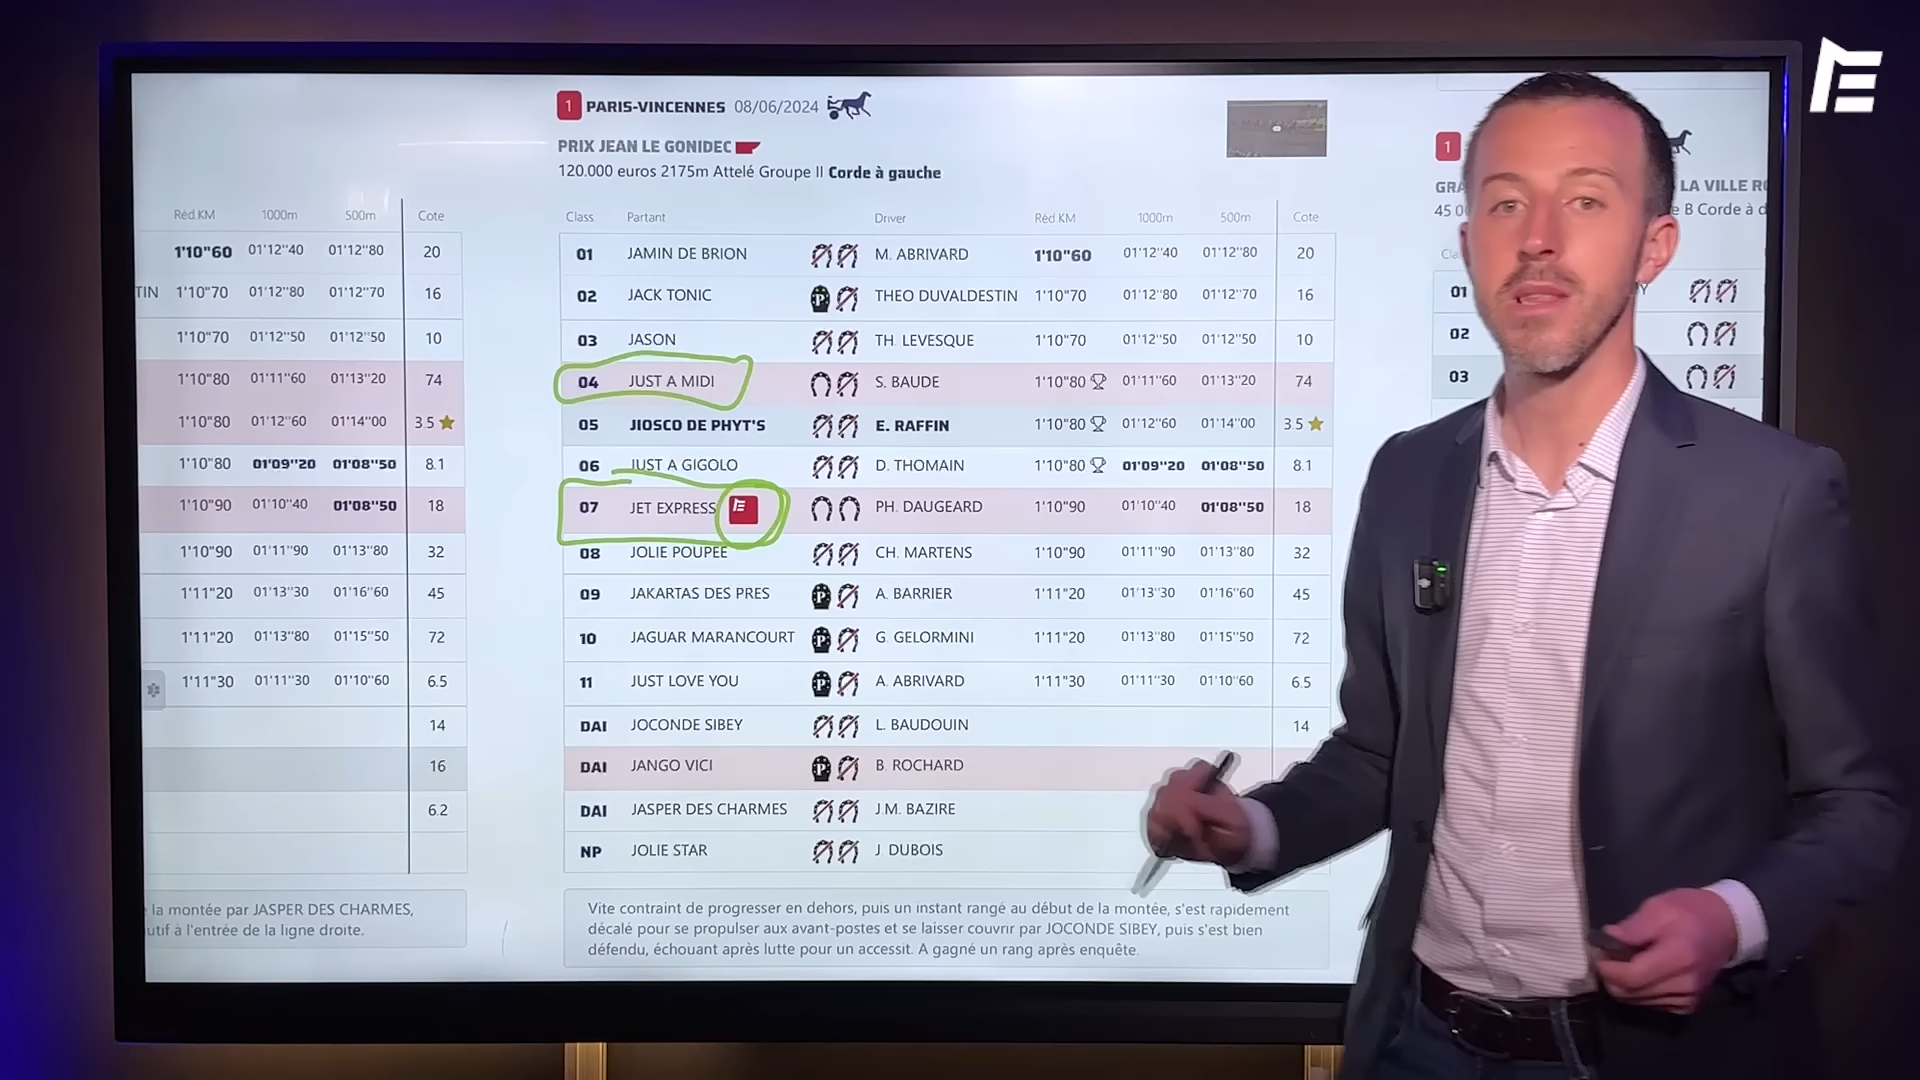 1 PARIS-VINCENNES 08/06/2024
PRIX JEAN LE GONIDEC
120.000 euros 2175m Attelé Groupe II Corde à gauche
Réd.KM 1000m 500m Cote
1'10"60 01'12"40 01'12"80 20
TIN 1'10"70 01'12"80 01'12"70 16
1'10"70 01'12"50 01'12"50 10
1'10"80 01'11"60 01'13"20 74
1'10"80 01'12"60 01'14"00 3.5
1'10"80 01'09"20 01'08"50 8.1
1'10"90 01'10"40 01'08"50 18
1'10"90 01'11"90 01'13"80 32
1'11"20 01'13"30 01'16"60 45
1'11"20 01'13"80 01'15"50 72
1'11"30 01'11"30 01'10"60 6.5
14
16
6.2
la montée par JASPER DES CHARMES,
utif à l'entrée de la ligne droite.
Class Partant Driver Réd.KM 1000m 500m Cote
01 JAMIN DE BRION M. ABRIVARD 1'10"60 01'12"40 01'12"80 20
02 JACK TONIC P THEO DUVALDESTIN 1'10"70 01'12"80 01'12"70 16
03 JASON TH. LEVESQUE 1'10"70 01'12"50 01'12"50 10
04 JUST A MIDI S. BAUDE 1'10"80 01'11"60 01'13"20 74
05 JIOSCO DE PHYT'S E. RAFFIN 1'10"80 01'12"60 01'14"00 3.5
06 JUST A GIGOLO D. THOMAIN 1'10"80 01'09"20 01'08"50 8.1
07 JET EXPRESS E PH. DAUGEARD 1'10"90 01'10"40 01'08"50 18
08 JOLIE POUPEE CH. MARTENS 1'10"90 01'11"90 01'13"80 32
09 JAKARTAS DES PRES P A. BARRIER 1'11"20 01'13"30 01'16"60 45
10 JAGUAR MARANCOURT P G. GELORMINI 1'11"20 01'13"80 01'15"50 72
11 JUST LOVE YOU P A. ABRIVARD 1'11"30 01'11"30 01'10"60 6.5
DAI JOCONDE SIBEY L. BAUDOUIN 14
DAI JANGO VICI P B. ROCHARD
DAI JASPER DES CHARMES J.M. BAZIRE
NP JOLIE STAR J. DUBOIS
Vite contraint de progresser en dehors, puis un instant rangé au début de la montée, s'est rapidement
décalé pour se propulser aux avant-postes et se laisser couvrir par JOCONDE SIBEY, puis s'est bien
défendu, échouant après lutte pour un accessit. A gagné un rang après enquête.
1
GRA LA VILLE
45.0 e B Corde à d
Cla
01 Y
02
03
E